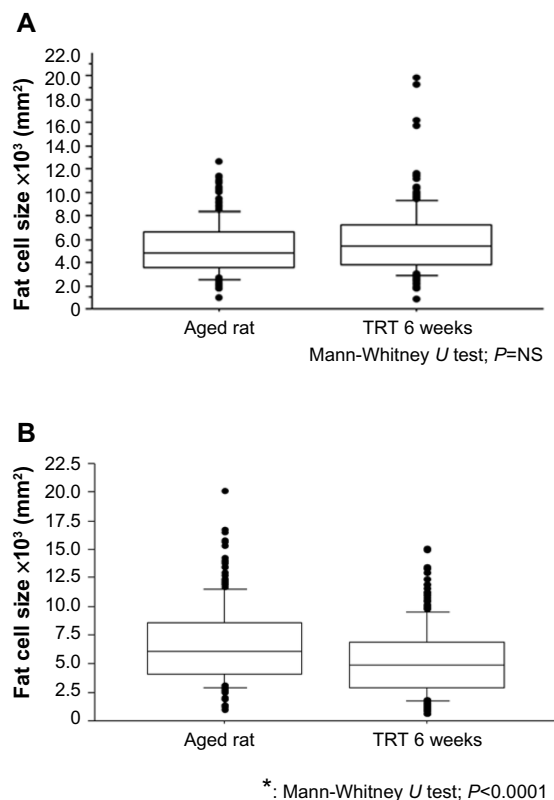 A
Fat cell size ×10³ (mm²)
22.0
20.0
18.0
16.0
14.0
12.0
10.0
8.0
6.0
4.0
2.0
0
Aged rat TRT 6 weeks
Mann-Whitney U test; P=NS
B
Fat cell size ×10³ (mm²)
22.5
20.0
17.5
15.0
12.5
10.0
7.5
5.0
2.5
0
Aged rat TRT 6 weeks
*: Mann-Whitney U test; P<0.0001